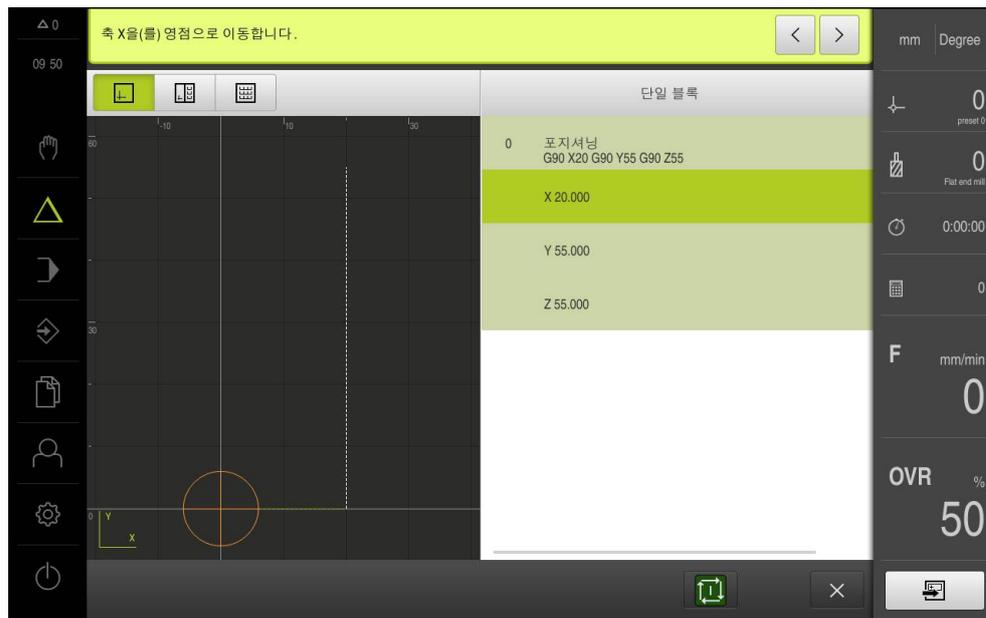 0
09 50
축 X을(를) 영점으로 이동합니다.
mm Degree
단일 블록
-10 10 30
60
30
0
Y
X
0 포지셔닝
G90 X20 G90 Y55 G90 Z55
X 20.000
Y 55.000
Z 55.000
0
preset 0
0
Flat end mill
0:00:00
0
F mm/min
0
OVR %
50